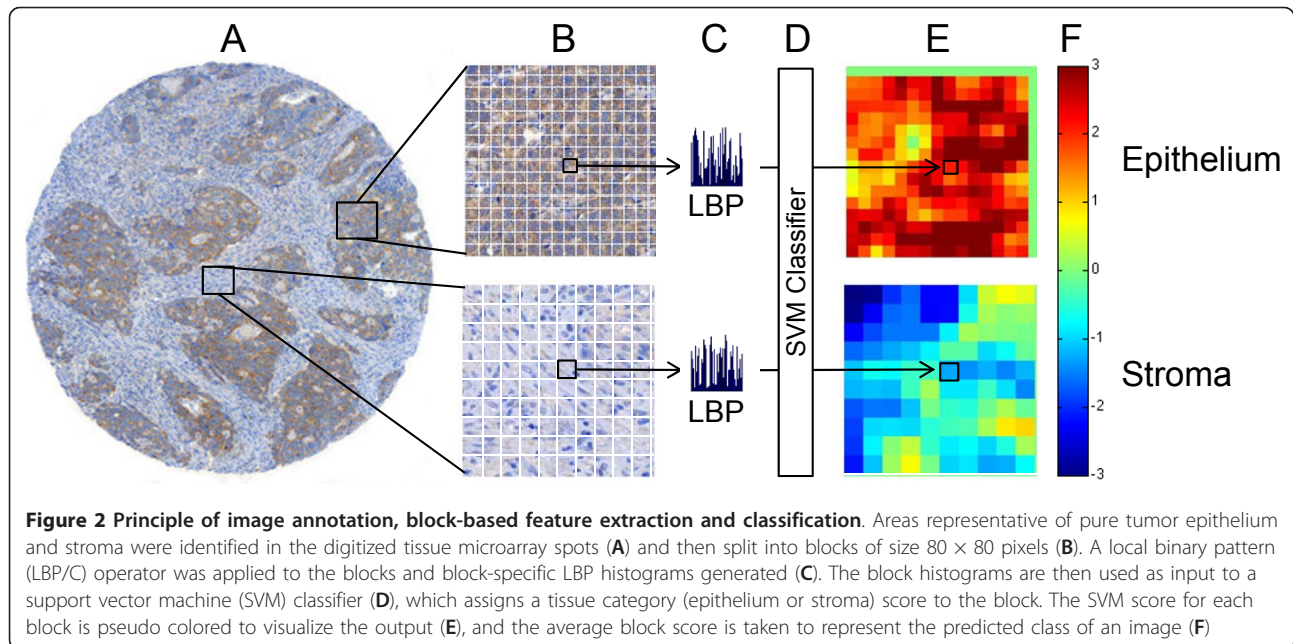 A B C D E F
LBP
LBP
SVM Classifier
3
2
1
0
-1
-2
-3
Epithelium
Stroma
Figure 2 Principle of image annotation, block-based feature extraction and classification. Areas representative of pure tumor epithelium
and stroma were identified in the digitized tissue microarray spots (A) and then split into blocks of size 80 × 80 pixels (B). A local binary pattern
(LBP/C) operator was applied to the blocks and block-specific LBP histograms generated (C). The block histograms are then used as input to a
support vector machine (SVM) classifier (D), which assigns a tissue category (epithelium or stroma) score to the block. The SVM score for each
block is pseudo colored to visualize the output (E), and the average block score is taken to represent the predicted class of an image (F)